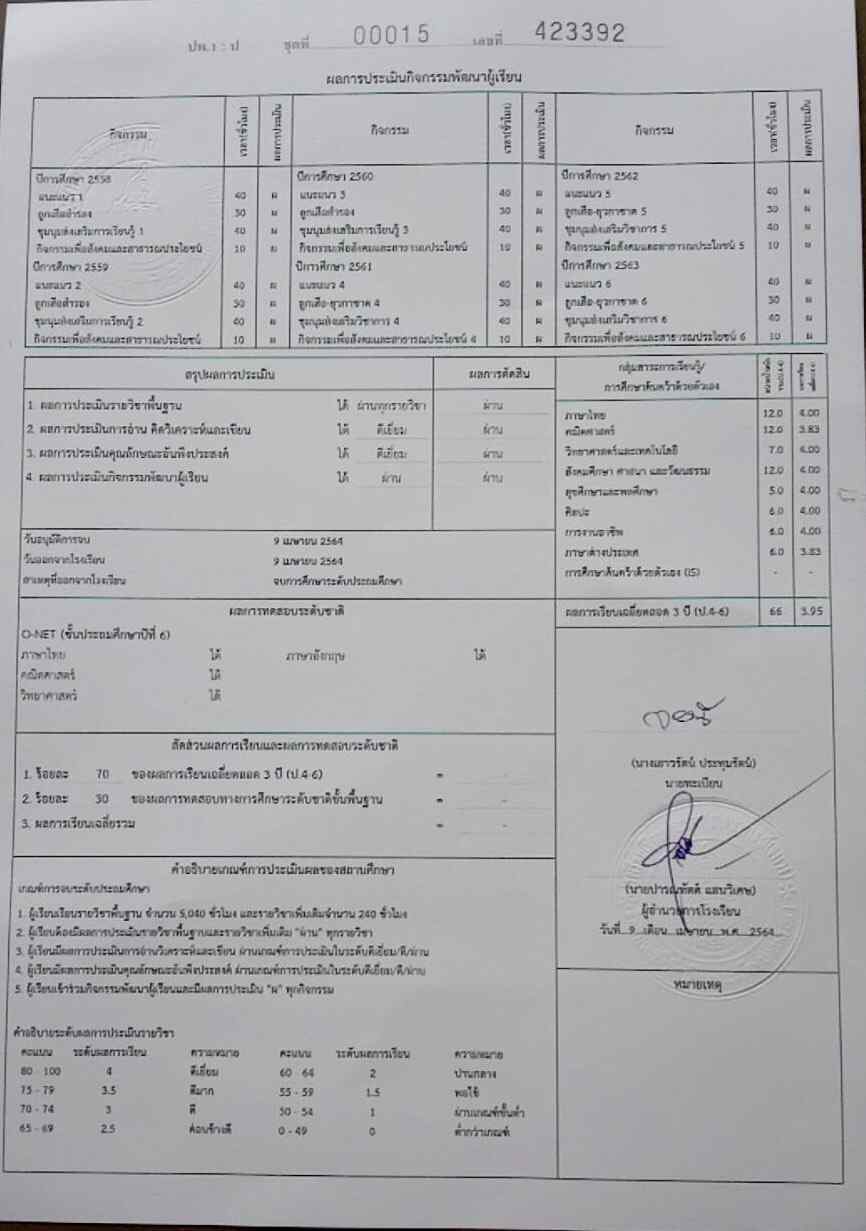 ปพ.1 : ป ชุดที่ 00015 เลขที่ 423392
ผลการประเมินกิจกรรมพัฒนาผู้เรียน
กิจกรรม เวลา(ชั่วโมง) ผลการประเมิน กิจกรรม เวลา(ชั่วโมง) ผลการประเมิน กิจกรรม เวลา(ชั่วโมง) ผลการประเมิน
ปีการศึกษา 2558 ปีการศึกษา 2560 ปีการศึกษา 2562
แนะแนว 1 40 ผ แนะแนว 3 40 ผ แนะแนว 5 40 ผ
ลูกเสือสำรอง 30 ผ ลูกเสือสำรอง 30 ผ ลูกเสือ-ยุวกาชาด 5 30 ผ
ชุมนุมส่งเสริมการเรียนรู้ 1 40 ผ ชุมนุมส่งเสริมการเรียนรู้ 3 40 ผ ชุมนุมส่งเสริมวิชาการ 5 40 ผ
กิจกรรมเพื่อสังคมและสาธารณประโยชน์ 10 ผ กิจกรรมเพื่อสังคมและสาธารณประโยชน์ 10 ผ กิจกรรมเพื่อสังคมและสาธารณประโยชน์ 5 10 ผ
ปีการศึกษา 2559 ปีการศึกษา 2561 ปีการศึกษา 2563
แนะแนว 2 40 ผ แนะแนว 4 40 ผ แนะแนว 6 40 ผ
ลูกเสือสำรอง 30 ผ ลูกเสือ-ยุวกาชาด 4 30 ผ ลูกเสือ-ยุวกาชาด 6 30 ผ
ชุมนุมส่งเสริมการเรียนรู้ 2 40 ผ ชุมนุมส่งเสริมวิชาการ 4 40 ผ ชุมนุมส่งเสริมวิชาการ 6 40 ผ
กิจกรรมเพื่อสังคมและสาธารณประโยชน์ 10 ผ กิจกรรมเพื่อสังคมและสาธารณประโยชน์ 4 10 ผ กิจกรรมเพื่อสังคมและสาธารณประโยชน์ 6 10 ผ
สรุปผลการประเมิน ผลการตัดสิน
1. ผลการประเมินรายวิชาพื้นฐาน ได้ ผ่านทุกรายวิชา ผ่าน
2. ผลการประเมินการอ่าน คิดวิเคราะห์และเขียน ได้ ดีเยี่ยม ผ่าน
3. ผลการประเมินคุณลักษณะอันพึงประสงค์ ได้ ดีเยี่ยม ผ่าน
4. ผลการประเมินกิจกรรมพัฒนาผู้เรียน ได้ ผ่าน ผ่าน
วันอนุมัติการจบ 9 เมษายน 2564
วันออกจากโรงเรียน 9 เมษายน 2564
สาเหตุที่ออกจากโรงเรียน จบการศึกษาระดับประถมศึกษา
กลุ่มสาระการเรียนรู้/
การศึกษาค้นคว้าด้วยตัวเอง
ภาษาไทย 12.0 4.00
คณิตศาสตร์ 12.0 3.83
วิทยาศาสตร์และเทคโนโลยี 7.0 4.00
สังคมศึกษา ศาสนา และวัฒนธรรม 12.0 4.00
สุขศึกษาและพลศึกษา 5.0 4.00
ศิลปะ 6.0 4.00
การงานอาชีพ 6.0 4.00
ภาษาต่างประเทศ 6.0 3.83
การศึกษาค้นคว้าด้วยตัวเอง (IS) - -
ผลการเรียนเฉลี่ยตลอด 3 ปี (ป.4-6) 66 3.95
ผลการทดสอบระดับชาติ
O-NET (ชั้นประถมศึกษาปีที่ 6)
ภาษาไทย ได้ ภาษาอังกฤษ ได้
คณิตศาสตร์ ได้
วิทยาศาสตร์ ได้
สัดส่วนผลการเรียนและผลการทดสอบระดับชาติ
1. ร้อยละ 70 ของผลการเรียนเฉลี่ยตลอด 3 ปี (ป.4-6) = -
2. ร้อยละ 30 ของผลการทดสอบทางการศึกษาระดับชาติขั้นพื้นฐาน = -
3. ผลการเรียนเฉลี่ยรวม = -
(นางเยาวรัตน์ ประทุมรัตน์)
นายทะเบียน
(นายปารณทัตต์ แสนวิเศษ)
ผู้อำนวยการโรงเรียน
วันที่ 9 เดือน เมษายน พ.ศ. 2564
หมายเหตุ
คำอธิบายเกณฑ์การประเมินผลของสถานศึกษา
เกณฑ์การจบระดับประถมศึกษา
1. ผู้เรียนเรียนรายวิชาพื้นฐาน จำนวน 5,040 ชั่วโมง และรายวิชาเพิ่มเติมจำนวน 240 ชั่วโมง
2. ผู้เรียนต้องมีผลการประเมินรายวิชาพื้นฐานและรายวิชาเพิ่มเติม "ผ่าน" ทุกรายวิชา
3. ผู้เรียนมีผลการประเมินการอ่านวิเคราะห์และเขียน ผ่านเกณฑ์การประเมินในระดับดีเยี่ยม/ดี/ผ่าน
4. ผู้เรียนมีผลการประเมินคุณลักษณะอันพึงประสงค์ ผ่านเกณฑ์การประเมินในระดับดีเยี่ยม/ดี/ผ่าน
5. ผู้เรียนเข้าร่วมกิจกรรมพัฒนาผู้เรียนและมีผลการประเมิน "ผ" ทุกกิจกรรม
คำอธิบายระดับผลการประเมินรายวิชา
คะแนน ระดับผลการเรียน ความหมาย คะแนน ระดับผลการเรียน ความหมาย
80 - 100 4 ดีเยี่ยม 60 - 64 2 ปานกลาง
75 - 79 3.5 ดีมาก 55 - 59 1.5 พอใช้
70 - 74 3 ดี 50 - 54 1 ผ่านเกณฑ์ขั้นต่ำ
65 - 69 2.5 ค่อนข้างดี 0 - 49 0 ต่ำกว่าเกณฑ์